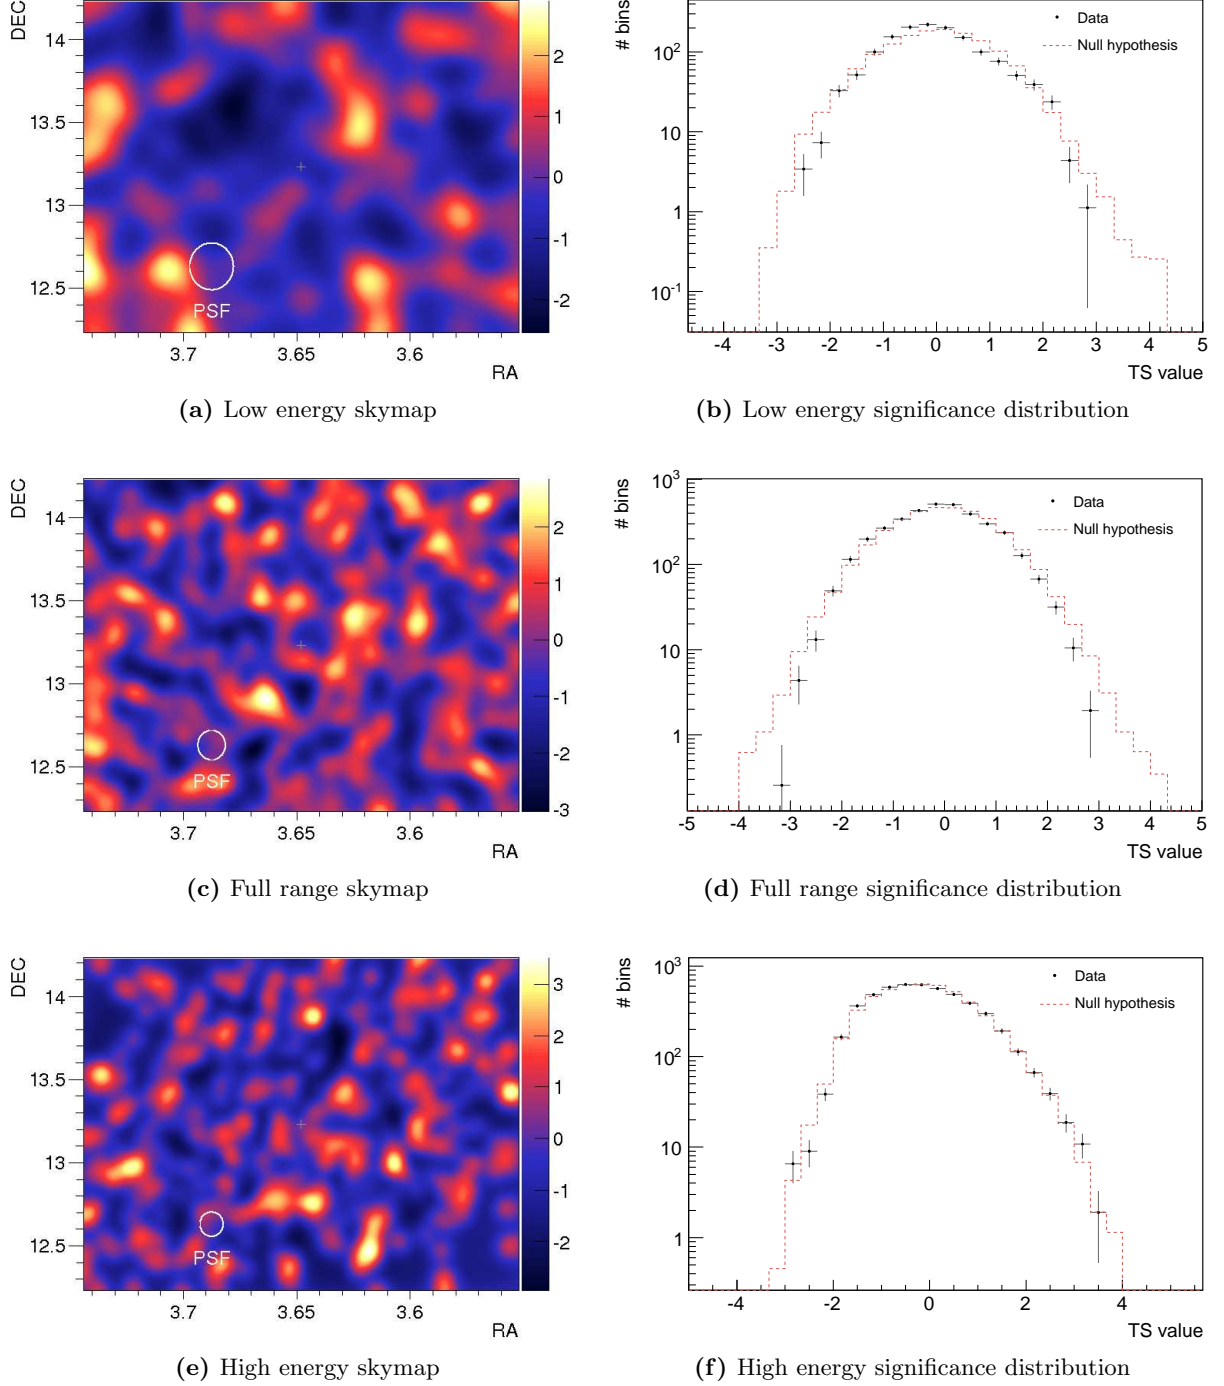 DEC
14
13.5
13
12.5
3.7
3.65
3.6
RA
PSF
2
1
0
-1
-2
# bins
10²
10
1
10⁻¹
-4
-3
-2
-1
0
1
2
3
4
5
TS value
Data
Null hypothesis
(a) Low energy skymap
(b) Low energy significance distribution
DEC
14
13.5
13
12.5
3.7
3.65
3.6
RA
PSF
2
1
0
-1
-2
-3
# bins
10³
10²
10
1
-5
-4
-3
-2
-1
0
1
2
3
4
5
TS value
Data
Null hypothesis
(c) Full range skymap
(d) Full range significance distribution
DEC
14
13.5
13
12.5
3.7
3.65
3.6
RA
PSF
3
2
1
0
-1
-2
# bins
10³
10²
10
1
-4
-2
0
2
4
TS value
Data
Null hypothesis
(e) High energy skymap
(f) High energy significance distribution